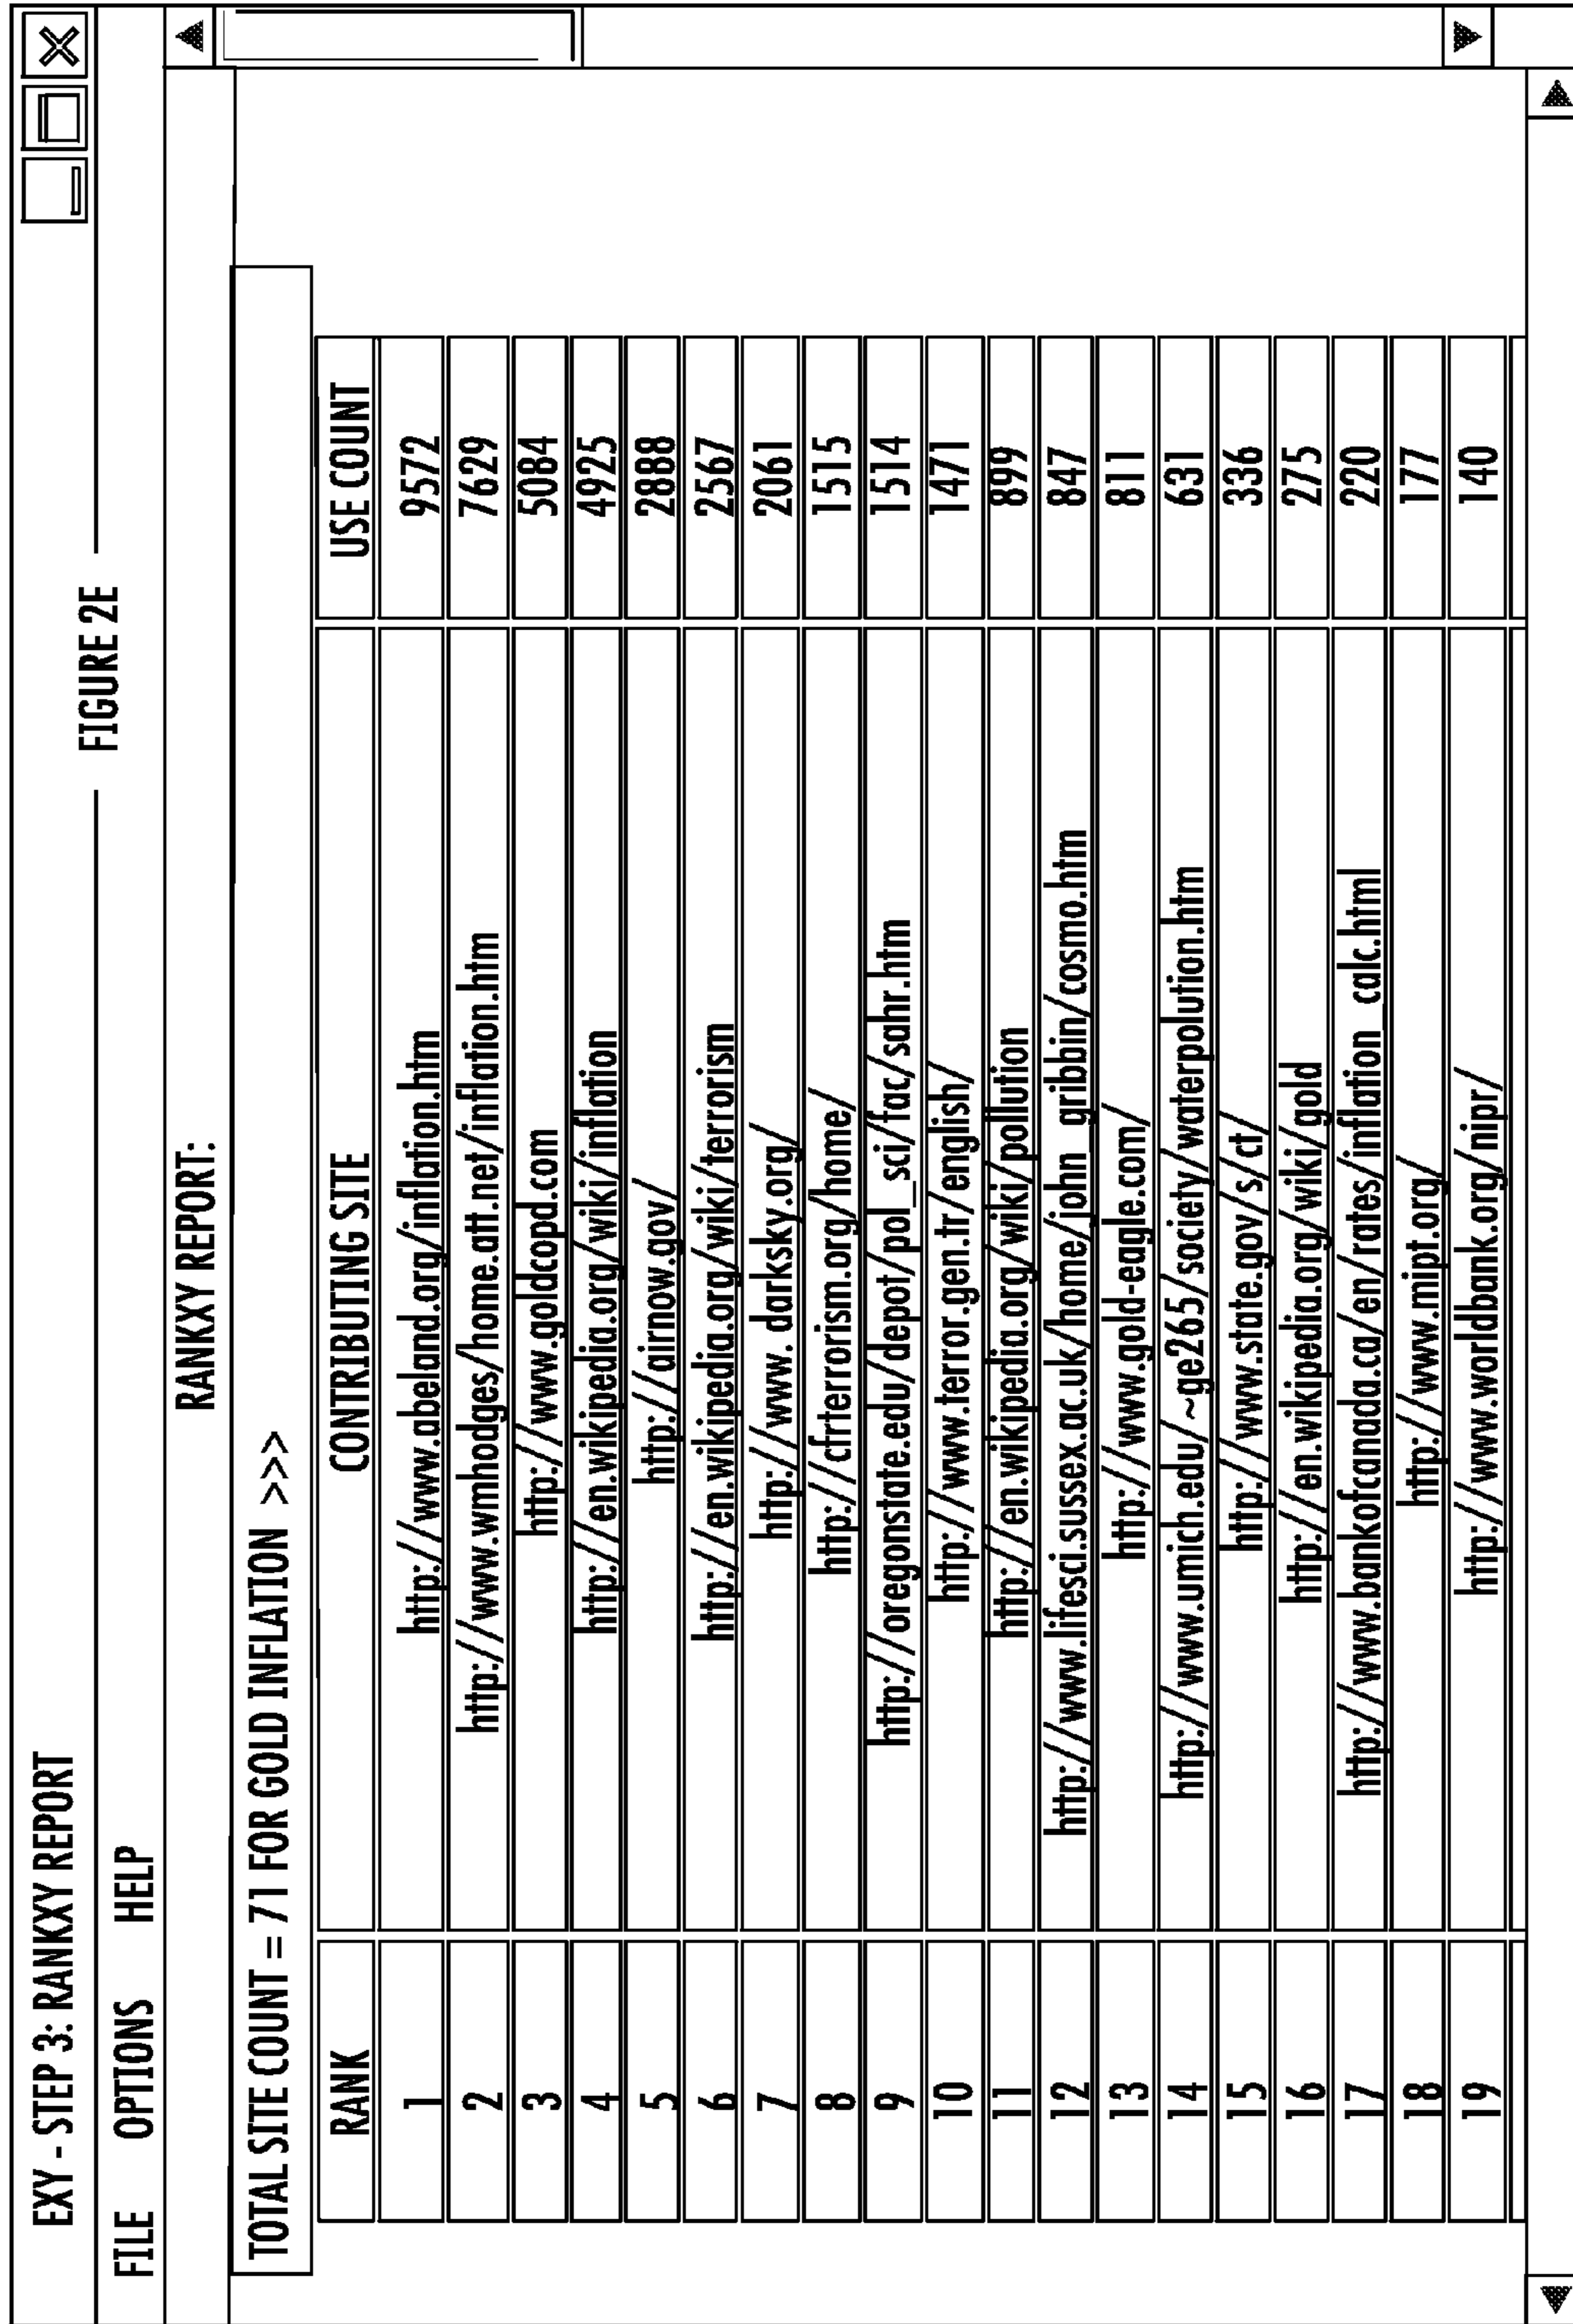 EXY - STEP 3: RANKXY REPORT
FIGURE 2E
FILE OPTIONS HELP
RANKXY REPORT:
TOTAL SITE COUNT = 71 FOR GOLD INFLATION >>>
RANK CONTRIBUTING SITE USE COUNT
1 http://www.abeland.org/inflation.htm 9572
2 http://www.wmhodges/home.att.net/inflation.htm 7629
3 http://www.goldcopd.com 5084
4 http://en.wikipedia.org/wiki/inflation 4925
5 http://airnow.gov/ 2888
6 http://en.wikipedia.org/wiki/terrorism 2567
7 http://www. darksky.org/ 2061
8 http://cfrterrorism.org/home/ 1515
9 http://oregonstate.edu/depot/pol_sci/fac/sahr.htm 1514
10 http://www.terror.gen.tr/english/ 1471
11 http://en.wikipedia.org/wiki/pollution 899
12 http://www.lifesci.sussex.ac.uk/home/john_gribbin/cosmo.htm 847
13 http://www.gold-eagle.com/ 811
14 http://www.umich.edu/~ge265/society/waterpolution.htm 631
15 http://www.state.gov/s/ct/ 336
16 http://en.wikipedia.org/wiki/gold 275
17 http://www.bankofcanada.ca/en/rates/inflation_calc.html 220
18 http://www.mipt.org/ 177
19 http://www.worldbank.org/nipr/ 140